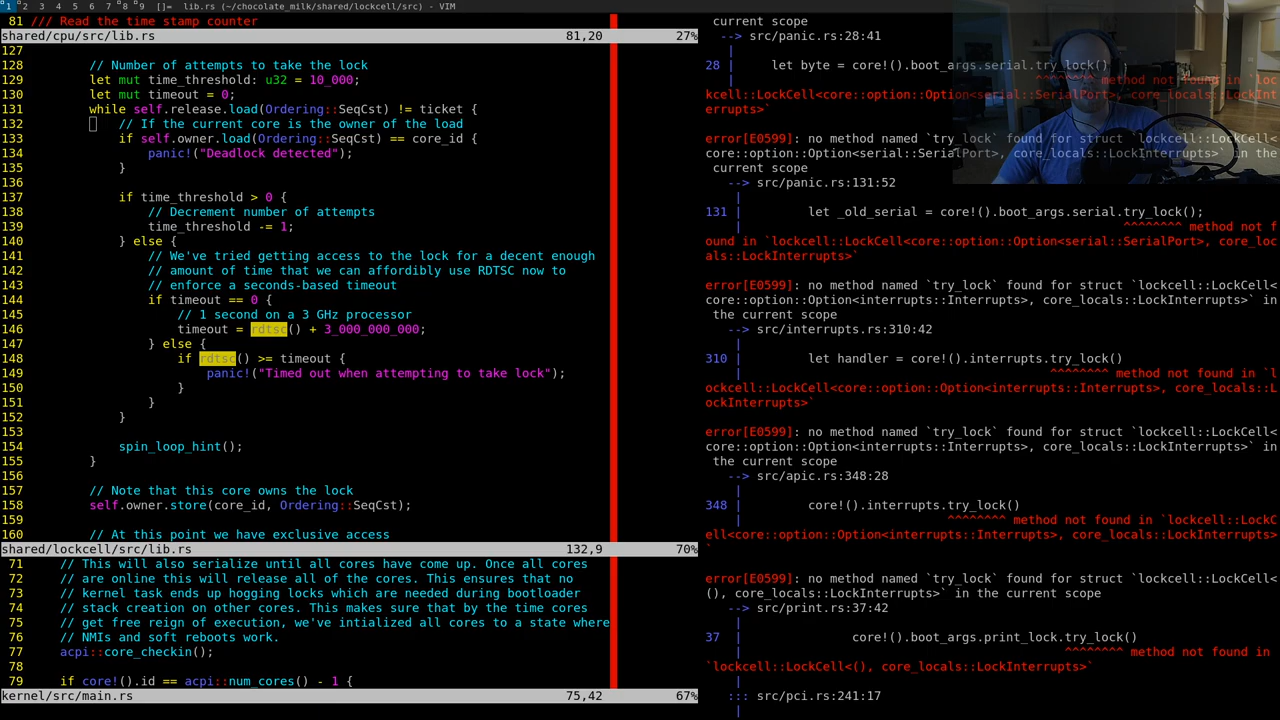 1 2 3 4 5 6 7 8 9 []= lib.rs (~/chocolate_milk/shared/lockcell/src) - VIM
81 /// Read the time stamp counter
shared/cpu/src/lib.rs 81,20 27%
127
128 // Number of attempts to take the lock
129 let mut time_threshold: u32 = 10_000;
130 let mut timeout = 0;
131 while self.release.load(Ordering::SeqCst) != ticket {
132 // If the current core is the owner of the load
133 if self.owner.load(Ordering::SeqCst) == core_id {
134 panic!("Deadlock detected");
135 }
136
137 if time_threshold > 0 {
138 // Decrement number of attempts
139 time_threshold -= 1;
140 } else {
141 // We've tried getting access to the lock for a decent enough
142 // amount of time that we can affordibly use RDTSC now to
143 // enforce a seconds-based timeout
144 if timeout == 0 {
145 // 1 second on a 3 GHz processor
146 timeout = rdtsc() + 3_000_000_000;
147 } else {
148 if rdtsc() >= timeout {
149 panic!("Timed out when attempting to take lock");
150 }
151 }
152 }
153
154 spin_loop_hint();
155 }
156
157 // Note that this core owns the lock
158 self.owner.store(core_id, Ordering::SeqCst);
159
160 // At this point we have exclusive access
shared/lockcell/src/lib.rs 132,9 70%
71 // This will also serialize until all cores have come up. Once all cores
72 // are online this will release all of the cores. This ensures that no
73 // kernel task ends up hogging locks which are needed during bootloader
74 // stack creation on other cores. This makes sure that by the time cores
75 // get free reign of execution, we've intialized all cores to a state where
76 // NMIs and soft reboots work.
77 acpi::core_checkin();
78
79 if core!().id == acpi::num_cores() - 1 {
kernel/src/main.rs 75,42 67%
current scope
--> src/panic.rs:28:41
|
28 | let byte = core!().boot_args.serial.try_lock()
| ^^^^^^^^ method not found in `loc
kcell::LockCell<core::option::Option<serial::SerialPort>, core_locals::LockInt
errupts>`

error[E0599]: no method named `try_lock` found for struct `lockcell::LockCell<
core::option::Option<serial::SerialPort>, core_locals::LockInterrupts>` in the
current scope
--> src/panic.rs:131:52
|
131 | let _old_serial = core!().boot_args.serial.try_lock();
| ^^^^^^^^ method not f
ound in `lockcell::LockCell<core::option::Option<serial::SerialPort>, core_loc
als::LockInterrupts>`

error[E0599]: no method named `try_lock` found for struct `lockcell::LockCell<
core::option::Option<interrupts::Interrupts>, core_locals::LockInterrupts>` in
the current scope
--> src/interrupts.rs:310:42
|
310 | let handler = core!().interrupts.try_lock()
| ^^^^^^^^ method not found in `l
ockcell::LockCell<core::option::Option<interrupts::Interrupts>, core_locals::L
ockInterrupts>`

error[E0599]: no method named `try_lock` found for struct `lockcell::LockCell<
core::option::Option<interrupts::Interrupts>, core_locals::LockInterrupts>` in
the current scope
--> src/apic.rs:348:28
|
348 | core!().interrupts.try_lock()
| ^^^^^^^^ method not found in `lockcell::LockC
ell<core::option::Option<interrupts::Interrupts>, core_locals::LockInterrupts>
`

error[E0599]: no method named `try_lock` found for struct `lockcell::LockCell<
(), core_locals::LockInterrupts>` in the current scope
--> src/print.rs:37:42
|
37 | core!().boot_args.print_lock.try_lock()
| ^^^^^^^^ method not found in
`lockcell::LockCell<(), core_locals::LockInterrupts>`
|
::: src/pci.rs:241:17
|